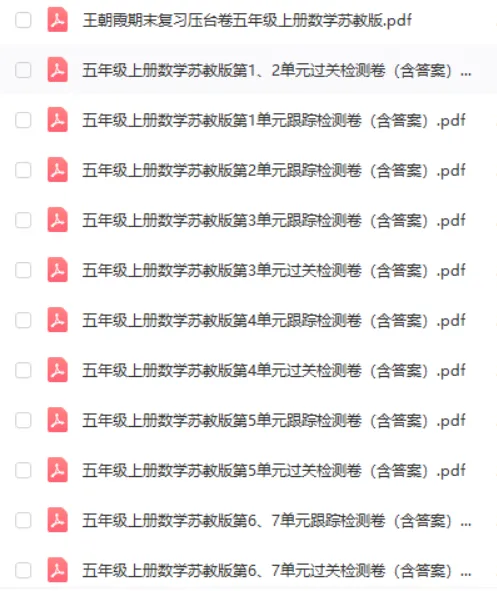 王朝霞期末复习压台卷五年级上册数学苏教版.pdf
五年级上册数学苏教版第1、2单元过关检测卷（含答案）...
五年级上册数学苏教版第1单元跟踪检测卷（含答案）.pdf
五年级上册数学苏教版第2单元跟踪检测卷（含答案）.pdf
五年级上册数学苏教版第3单元跟踪检测卷（含答案）.pdf
五年级上册数学苏教版第3单元过关检测卷（含答案）.pdf
五年级上册数学苏教版第4单元跟踪检测卷（含答案）.pdf
五年级上册数学苏教版第4单元过关检测卷（含答案）.pdf
五年级上册数学苏教版第5单元跟踪检测卷（含答案）.pdf
五年级上册数学苏教版第5单元过关检测卷（含答案）.pdf
五年级上册数学苏教版第6、7单元跟踪检测卷（含答案）...
五年级上册数学苏教版第6、7单元过关检测卷（含答案）...